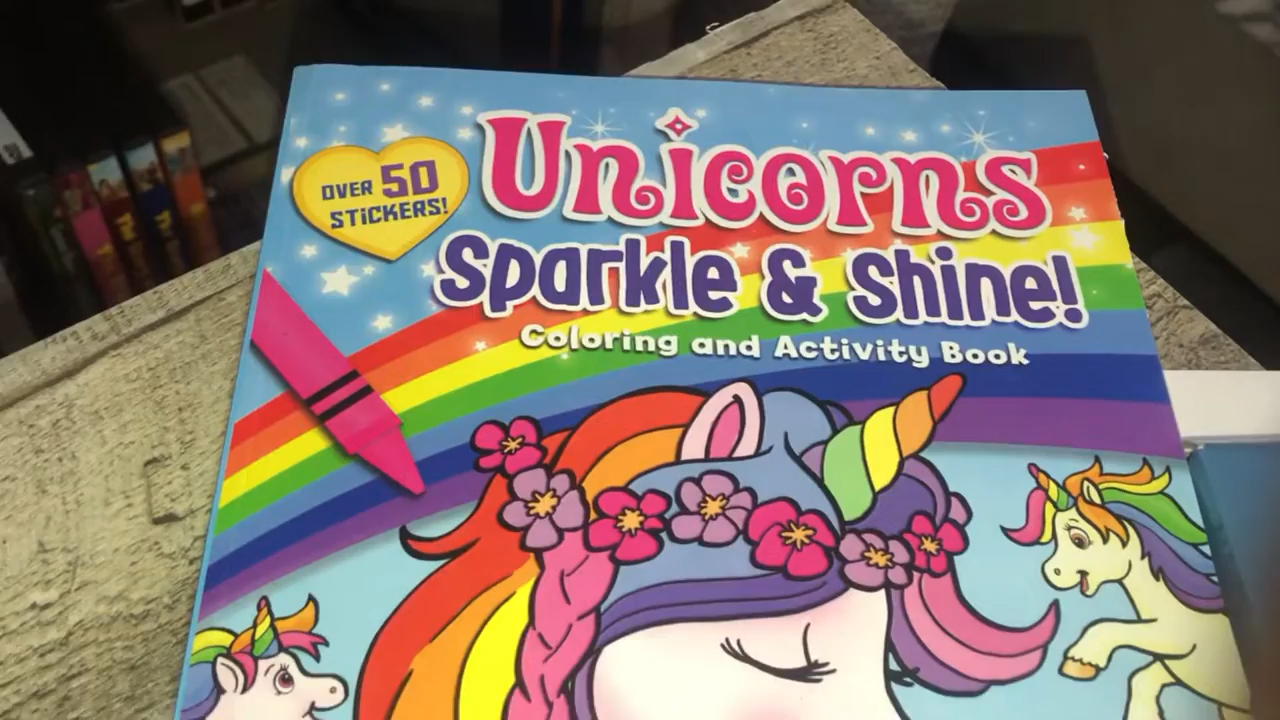 OVER 50
STICKERS!
Unicorns
Sparkle & Shine!
Coloring and Activity Book